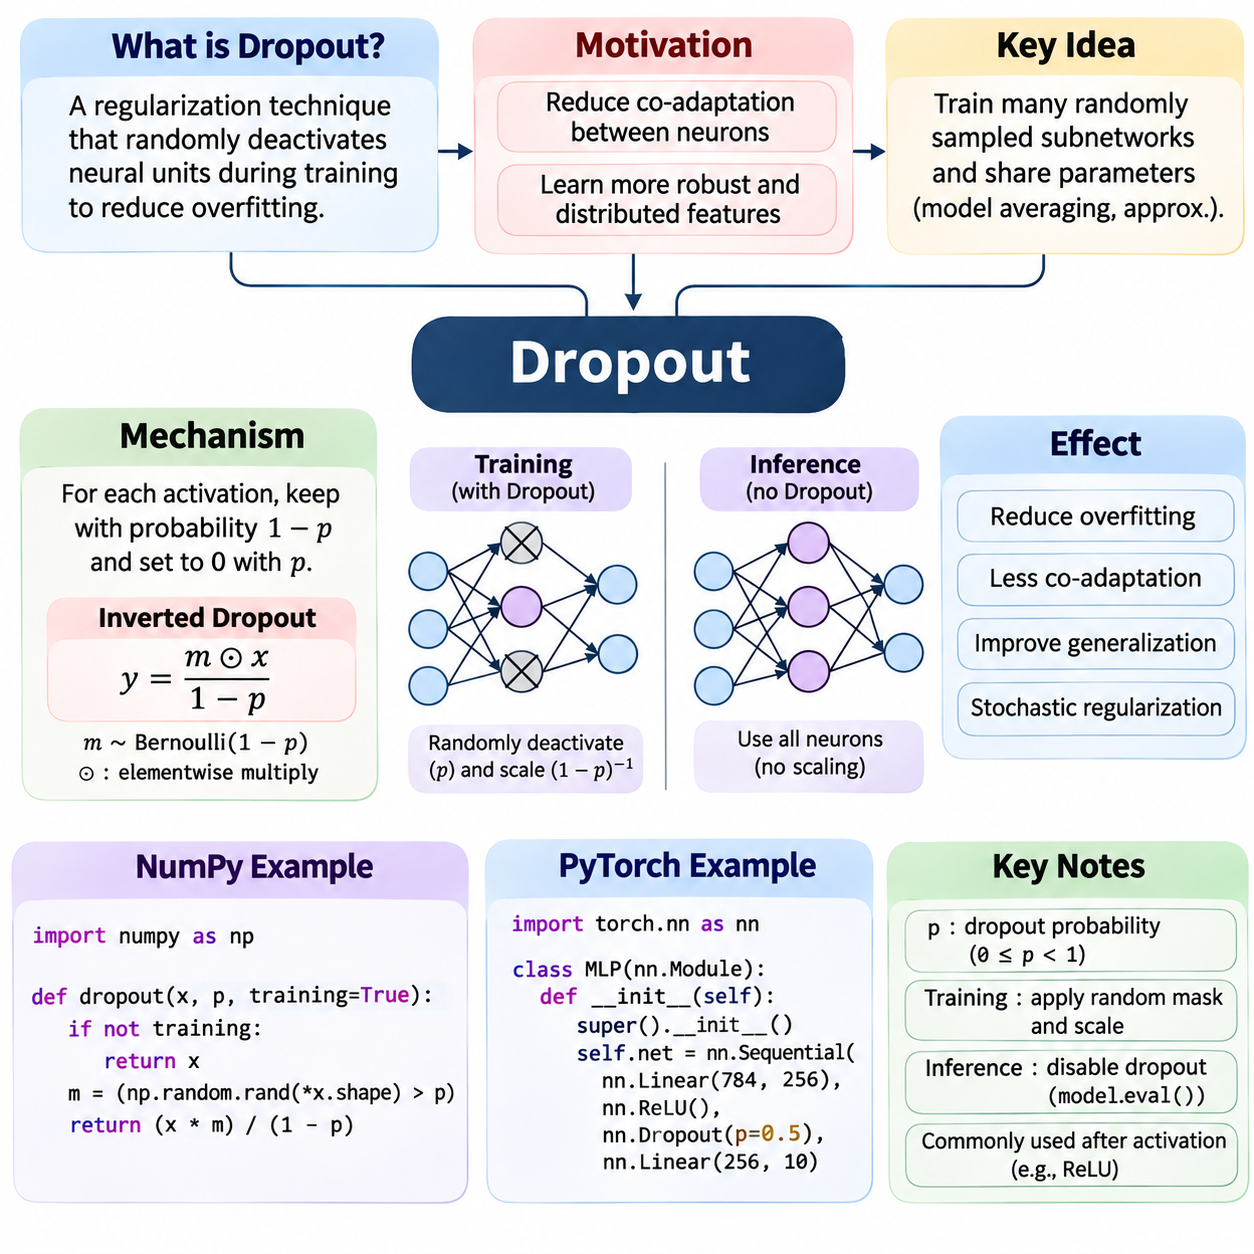 What is Dropout?
A regularization technique
that randomly deactivates
neural units during training
to reduce overfitting.
Motivation
Reduce co-adaptation
between neurons
Learn more robust and
distributed features
Key Idea
Train many randomly
sampled subnetworks
and share parameters
(model averaging, approx.).
Dropout
Mechanism
For each activation, keep
with probability 1 − p
and set to 0 with p.
Inverted Dropout
y = (m ⊙ x) / (1 − p)
m ~ Bernoulli(1 − p)
⊙ : elementwise multiply
Training
(with Dropout)
Randomly deactivate
(p) and scale (1 − p)⁻¹
Inference
(no Dropout)
Use all neurons
(no scaling)
Effect
Reduce overfitting
Less co-adaptation
Improve generalization
Stochastic regularization
NumPy Example
import numpy as np
def dropout(x, p, training=True):
if not training:
return x
m = (np.random.rand(*x.shape) > p)
return (x * m) / (1 - p)
PyTorch Example
import torch.nn as nn
class MLP(nn.Module):
def __init__(self):
super().__init__()
self.net = nn.Sequential(
nn.Linear(784, 256),
nn.ReLU(),
nn.Dropout(p=0.5),
nn.Linear(256, 10)
Key Notes
p : dropout probability
(0 ≤ p < 1)
Training : apply random mask
and scale
Inference : disable dropout
(model.eval())
Commonly used after activation
(e.g., ReLU)